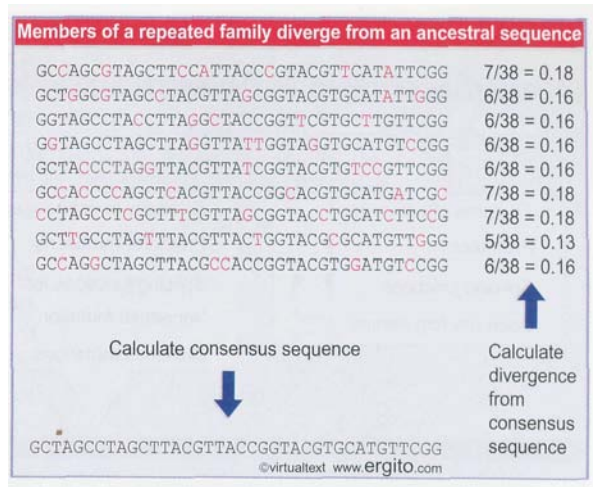 Members of a repeated family diverge from an ancestral sequence
GCCAGCGTAGCTTCCATTACCCGTACGTTCATATTCGG 7/38 = 0.18
GCTGGCGTAGCCTACGTTAGCGGTACGTGCATATTGGG 6/38 = 0.16
GGTAGCCTACCTTAGGCTACCGGTTCGTGCTTGTTCGG 6/38 = 0.16
GGTAGCCTAGCTTAGGTTATTGGTAGGTGCATGTCCGG 6/38 = 0.16
GCTACCCTAGGTTACGTTATCGGTACGTGTCCGTTCGG 6/38 = 0.16
GCCACCCCAGCTCACGTTACCGGCACGTGCATGATCGC 7/38 = 0.18
CCTAGCCTCGCTTTCGTTAGCGGTACCTGCATCTTCCG 7/38 = 0.18
GCTTGCCTAGTTTACGTTACTGGTACGCGCATGTTGGG 5/38 = 0.13
GCCAGGCTAGCTTACGCCACCGGTACGTGGATGTCCGG 6/38 = 0.16
Calculate consensus sequence
Calculate
divergence
from
consensus
sequence
GCTAGCCTAGCTTACGTTACCGGTACGTGCATGTTCGG
©virtualtext www.ergito.com